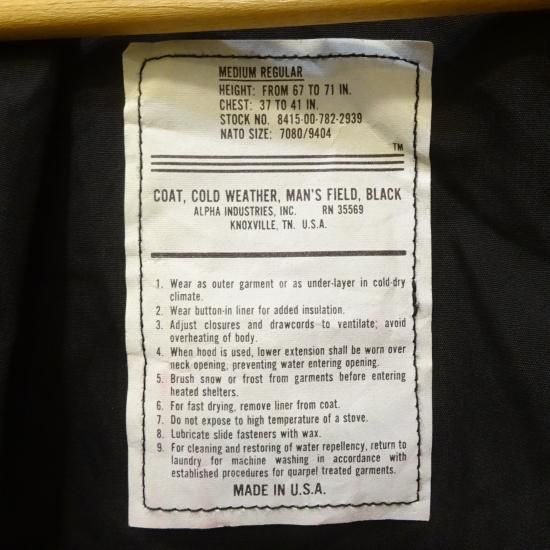 MEDIUM REGULAR
HEIGHT: FROM 67 TO 71 IN.
CHEST: 37 TO 41 IN.
STOCK NO. 8415-00-782-2939
NATO SIZE: 7080/9404
TM
COAT, COLD WEATHER, MAN'S FIELD, BLACK
ALPHA INDUSTRIES, INC. RN 35569
KNOXVILLE, TN. U.S.A.
1. Wear as outer garment or as under-layer in cold-dry
climate.
2. Wear button-in liner for added insulation.
3. Adjust closures and drawcords to ventilate; avoid
overheating of body.
4. When hood is used, lower extension shall be worn over
neck opening, preventing water entering opening.
5. Brush snow or frost from garments before entering
heated shelters.
6. For fast drying, remove liner from coat.
7. Do not expose to high temperature of a stove.
8. Lubricate slide fasteners with wax.
9. For cleaning and restoring of water repellency, return to
laundry for machine washing in accordance with
established procedures for quarpel treated garments.
MADE IN U.S.A.